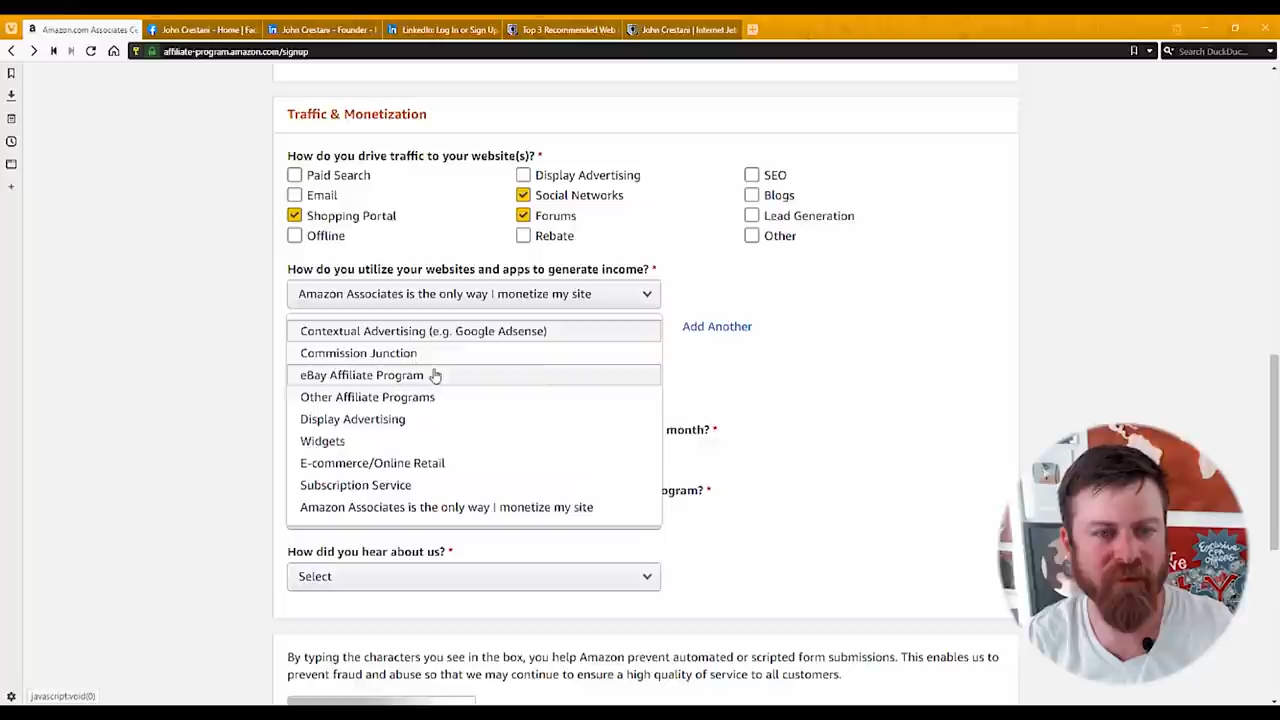 Amazon.com Associates Ce
John Crestani - Home | Fac
John Crestani - Founder - I
LinkedIn: Log In or Sign Up
Top 3 Recommended Web
John Crestani | Internet Jet
affiliate-program.amazon.com/signup
Search DuckDuc
Traffic & Monetization
How do you drive traffic to your website(s)? *
Paid Search
Display Advertising
SEO
Email
Social Networks
Blogs
Shopping Portal
Forums
Lead Generation
Offline
Rebate
Other
How do you utilize your websites and apps to generate income? *
Amazon Associates is the only way I monetize my site
Contextual Advertising (e.g. Google Adsense)
Add Another
Commission Junction
eBay Affiliate Program
Other Affiliate Programs
Display Advertising
month? *
Widgets
E-commerce/Online Retail
Subscription Service
ogram? *
Amazon Associates is the only way I monetize my site
How did you hear about us? *
Select
Exclusive
CPA
Offers
By typing the characters you see in the box, you help Amazon prevent automated or scripted form submissions. This enables us to
prevent fraud and abuse so that we may continue to ensure a high quality of service to all customers.
javascript:void(0)